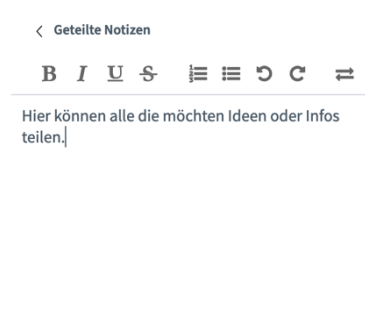 Geteilte Notizen
B I U S
Hier können alle die möchten Ideen oder Infos
teilen.